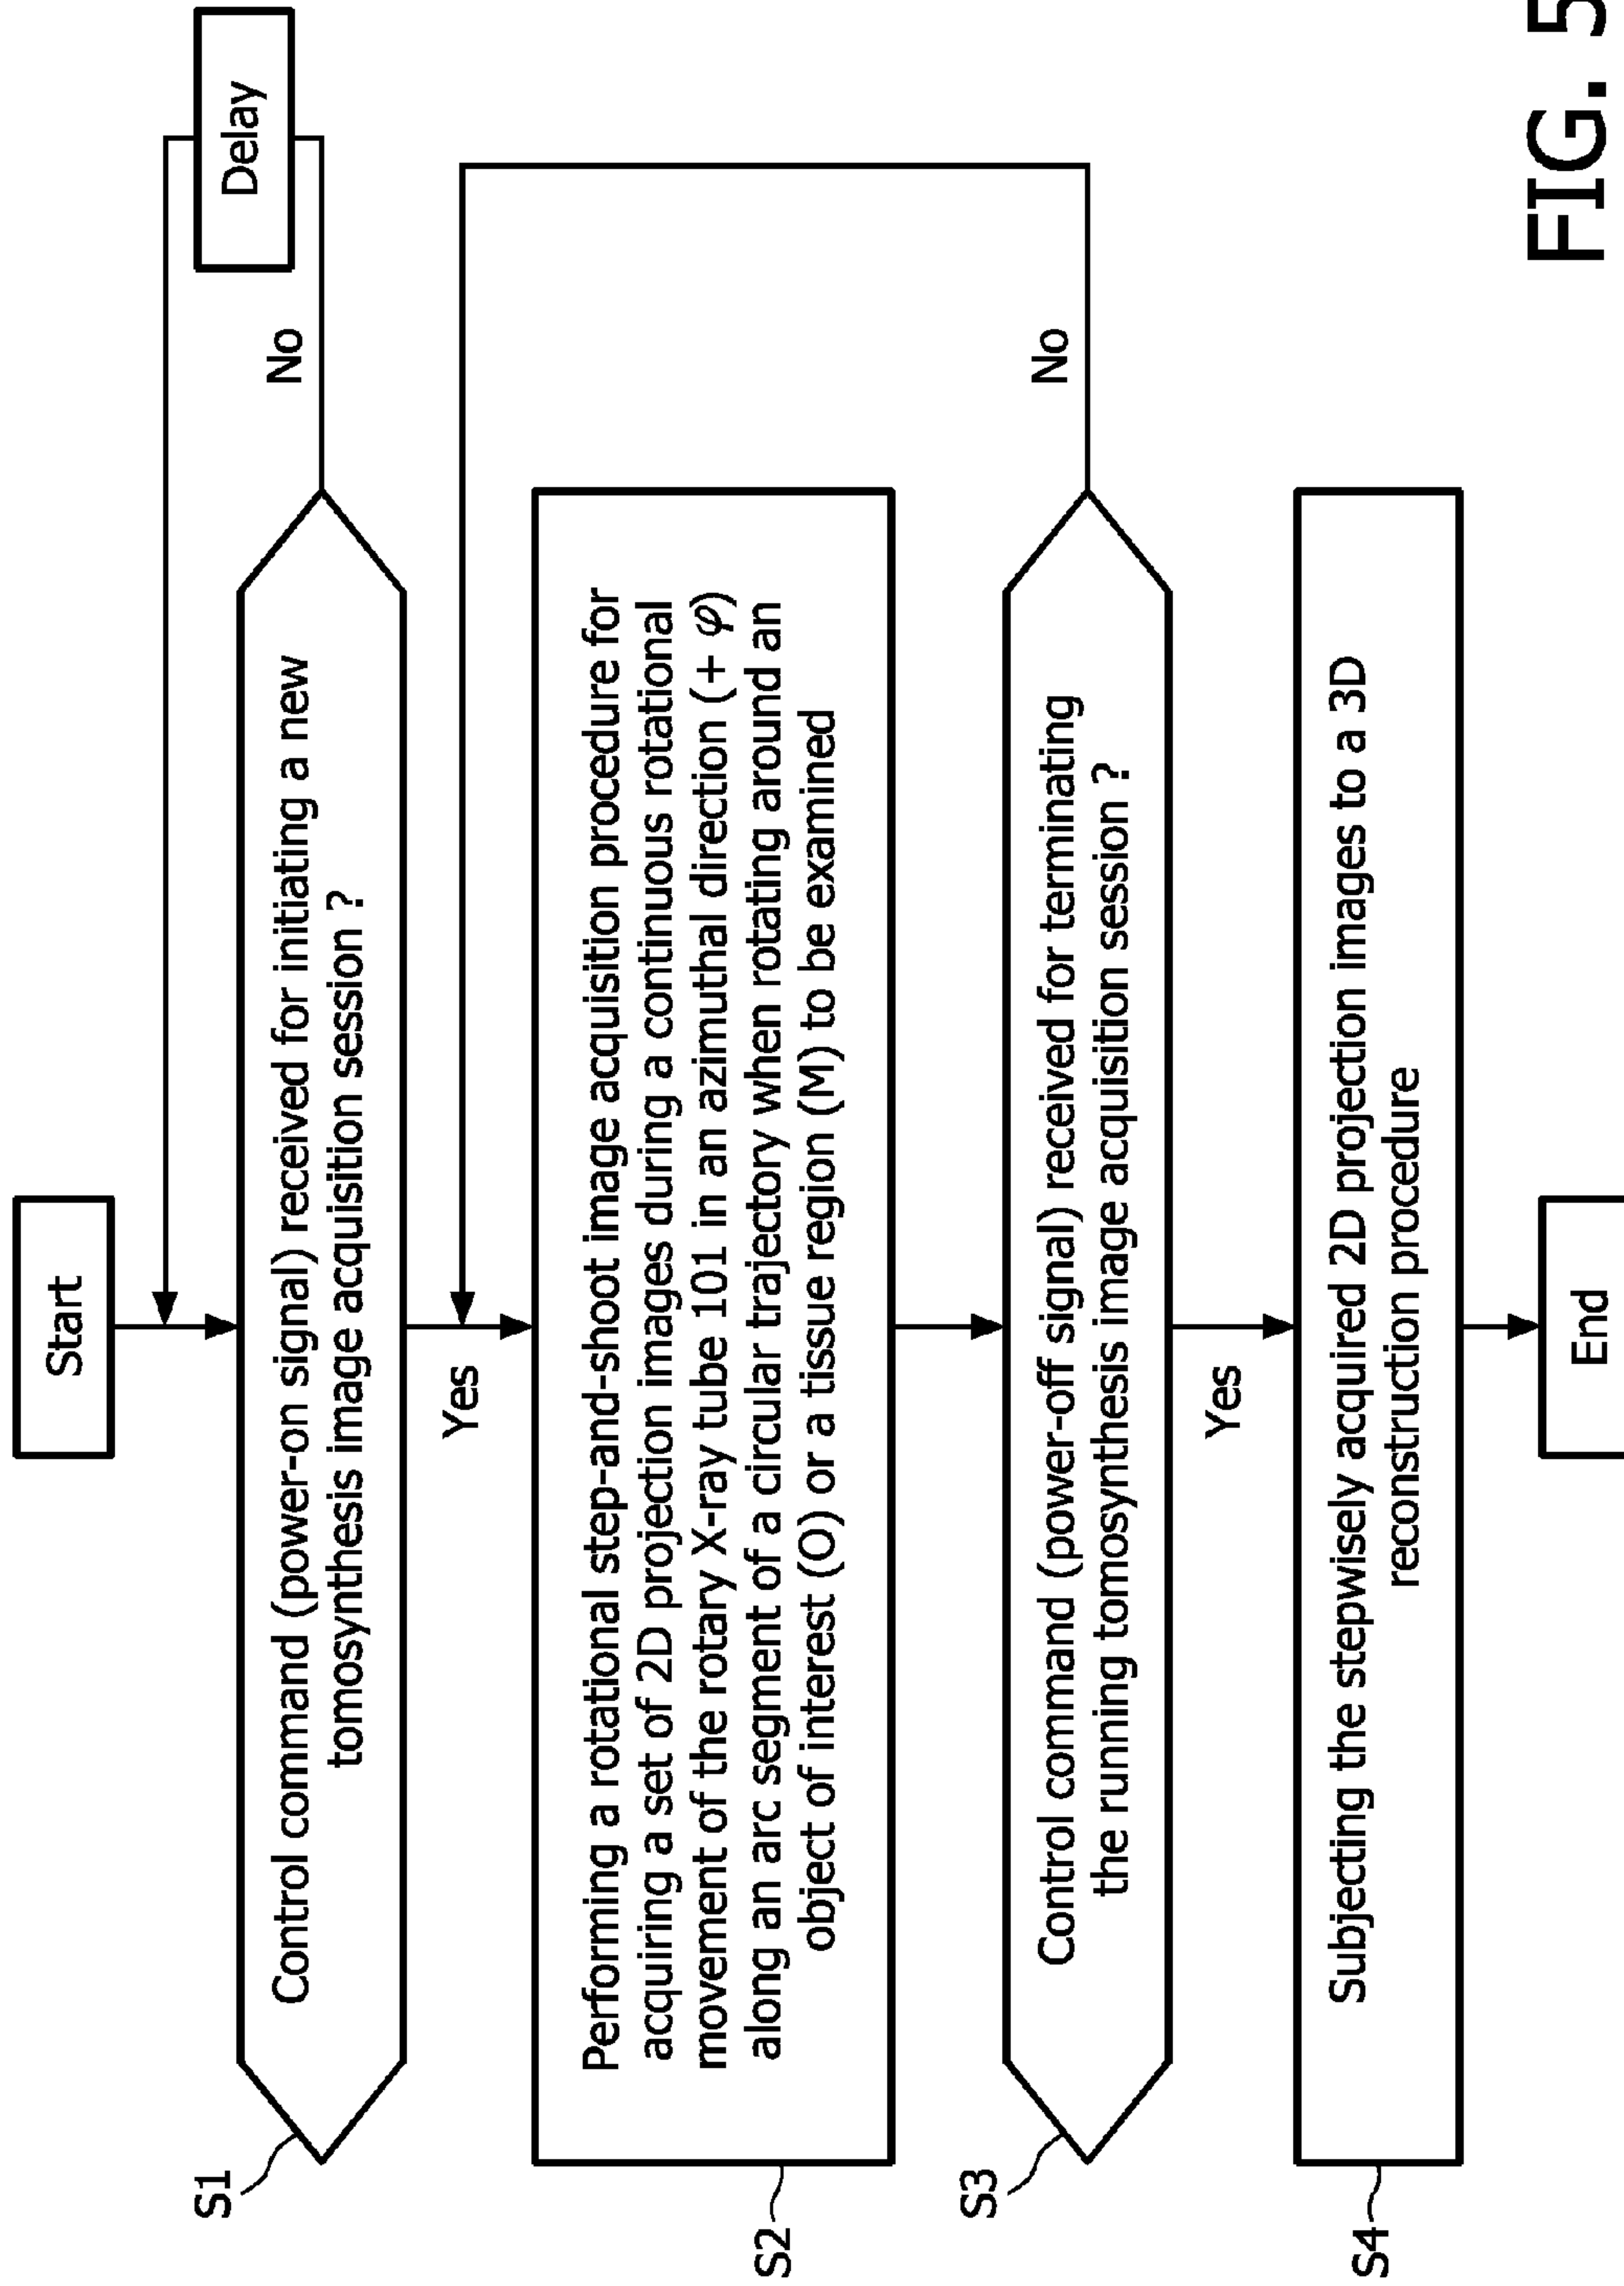 Start
Delay
S1
Control command (power-on signal) received for initiating a new
tomosynthesis image acquisition session ?
No
Yes
S2
Performing a rotational step-and-shoot image acquisition procedure for
acquiring a set of 2D projection images during a continuous rotational
movement of the rotary X-ray tube 101 in an azimuthal direction (+ φ)
along an arc segment of a circular trajectory when rotating around an
object of interest (O) or a tissue region (M) to be examined
S3
Control command (power-off signal) received for terminating
the running tomosynthesis image acquisition session ?
No
Yes
S4
Subjecting the stepwisely acquired 2D projection images to a 3D
reconstruction procedure
End
FIG. 5